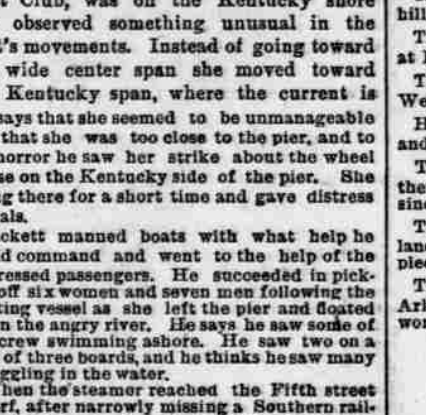 Club, was on the Kentucky shore
observed something unusual in the
's movements. Instead of going toward
wide center span she moved toward
Kentucky span, where the current is
says that she seemed to be unmanageable
that she was too close to the pier, and to
horror he saw her strike about the wheel
se on the Kentucky side of the pier. She
g there for a short time and gave distress
als.
ckett manned boats with what help he
d command and went to the help of the
ressed passengers. He succeeded in pick-
off six women and seven men following the
ting vessel as she left the pier and floated
n the angry river. He says he saw some of
crew swimming ashore. He saw two on a
of three boards, and he thinks he saw many
ggling in the water.
hen the steamer reached the Fifth street
rf, after narrowly missing a Southern rail-
hill
T
at
T
We
H
and
T
the
sinc
T
land
plec
T
Ark
wor